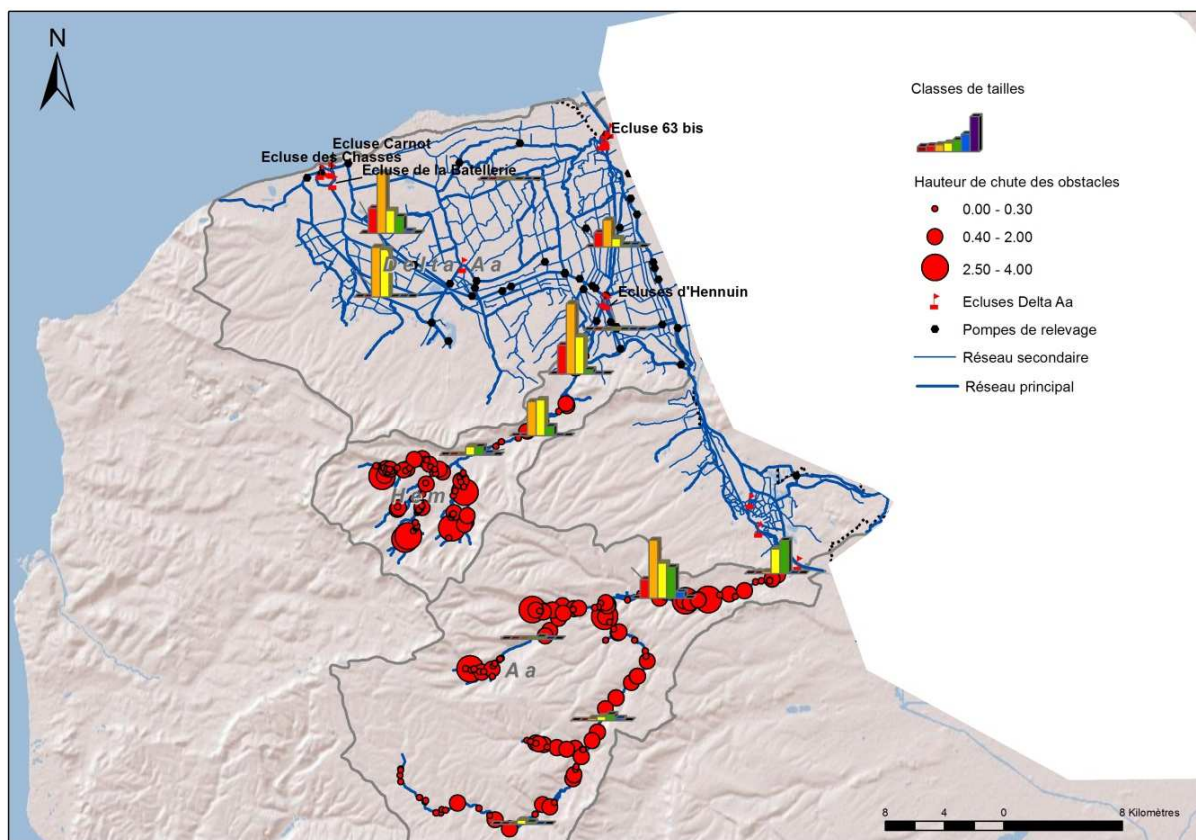 N
Ecluse 63 bis
Ecluse Carnot
Ecluse des Chasses
Ecluse de la Batellerie
Delta Aa
Ecluses d'Hennuin
Hem
Aa
Classes de tailles
Hauteur de chute des obstacles
0.00 - 0.30
0.40 - 2.00
2.50 - 4.00
Ecluses Delta Aa
Pompes de relevage
Réseau secondaire
Réseau principal
8 4 0 8 Kilomètres